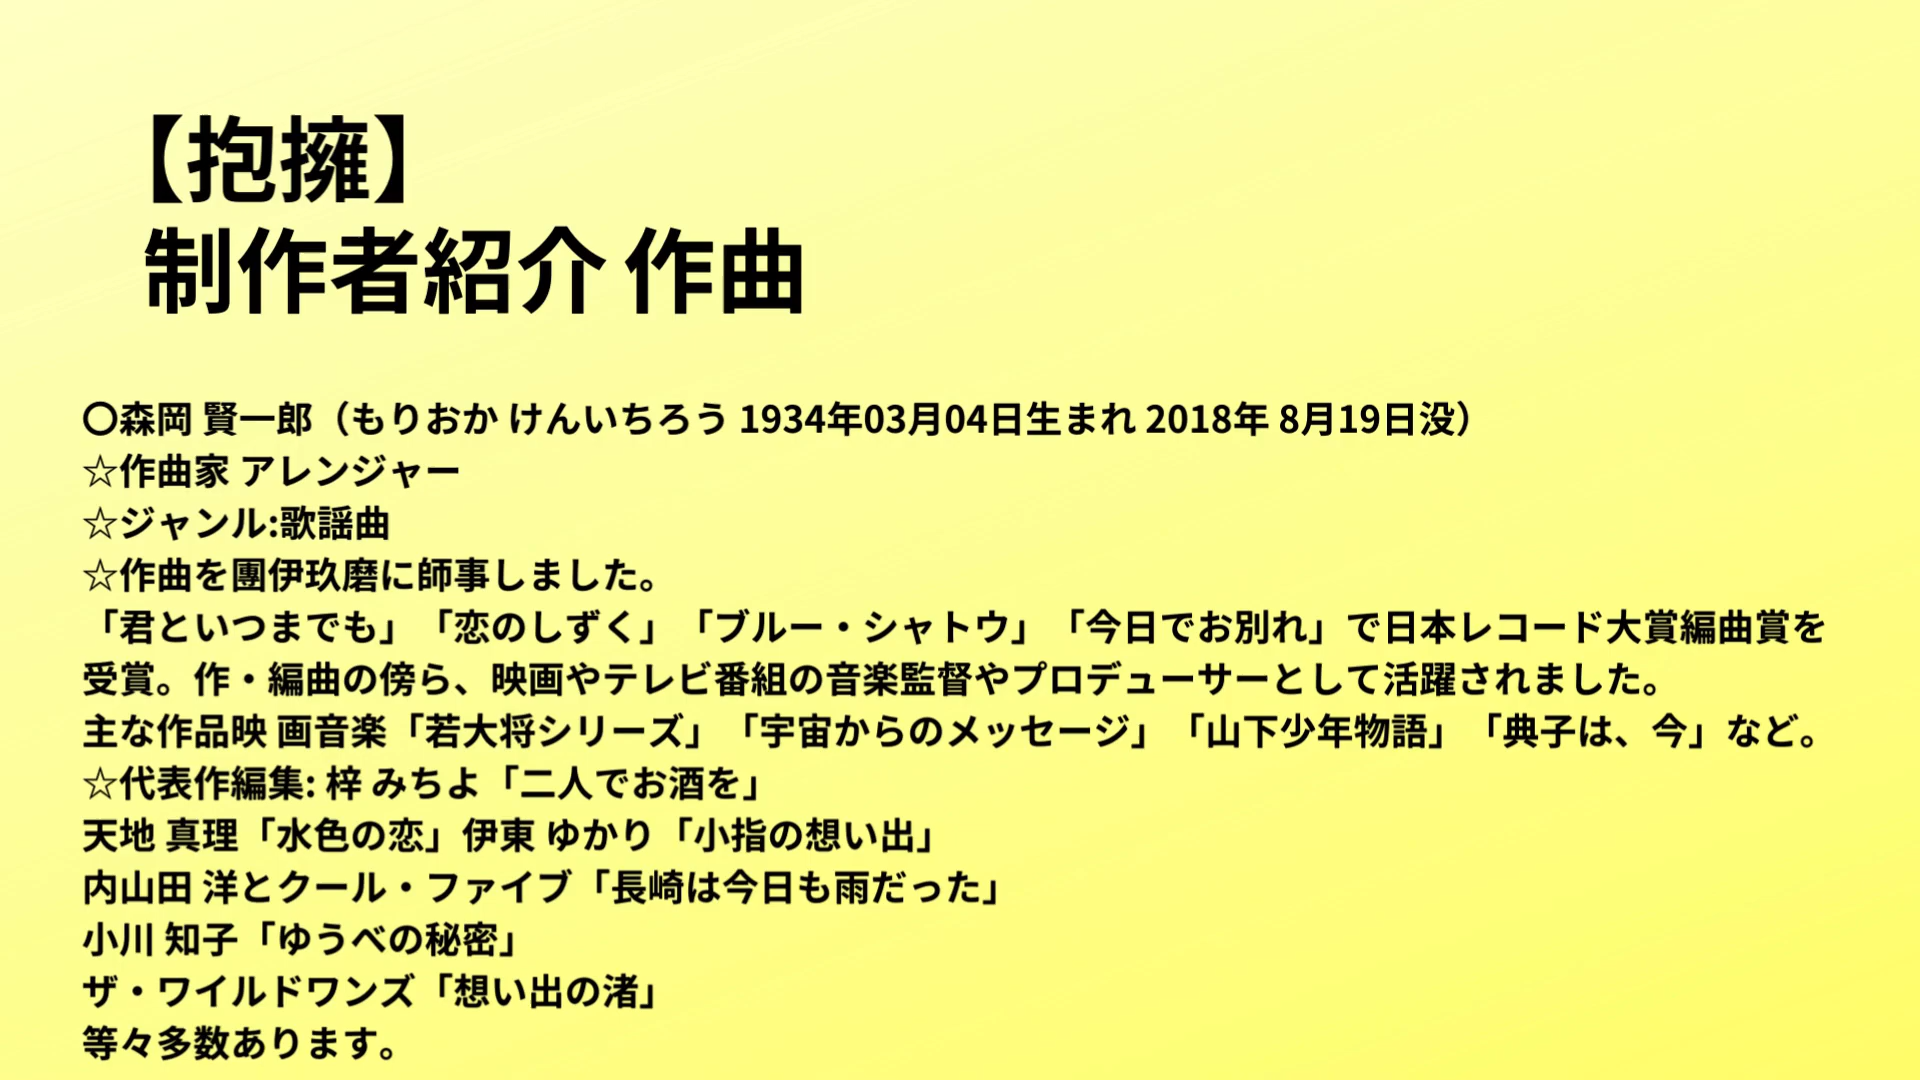 【抱擁】
制作者紹介 作曲
〇森岡 賢一郎（もりおか けんいちろう 1934年03月04日生まれ 2018年 8月19日没）
☆作曲家 アレンジャー
☆ジャンル:歌謡曲
☆作曲を團伊玖磨に師事しました。
「君といつまでも」「恋のしずく」「ブルー・シャトウ」「今日でお別れ」で日本レコード大賞編曲賞を
受賞。作・編曲の傍ら、映画やテレビ番組の音楽監督やプロデューサーとして活躍されました。
主な作品映 画音楽「若大将シリーズ」「宇宙からのメッセージ」「山下少年物語」「典子は、今」など。
☆代表作編集: 梓 みちよ「二人でお酒を」
天地 真理「水色の恋」伊東 ゆかり「小指の想い出」
内山田 洋とクール・ファイブ「長崎は今日も雨だった」
小川 知子「ゆうべの秘密」
ザ・ワイルドワンズ「想い出の渚」
等々多数あります。